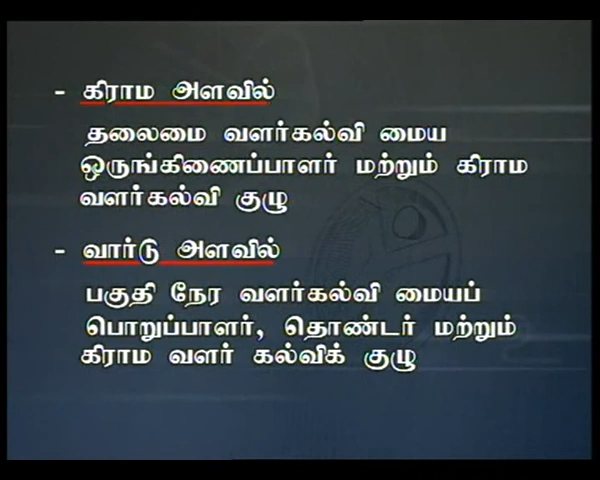 - கிராம அளவில்
தலைமை வளர்கல்வி மைய
ஒருங்கிணைப்பாளர் மற்றும் கிராம
வளர்கல்வி குழு
- வார்டு அளவில்
பகுதி நேர வளர்கல்வி மையப்
பொறுப்பாளர், தொண்டர் மற்றும்
கிராம வளர் கல்விக் குழு